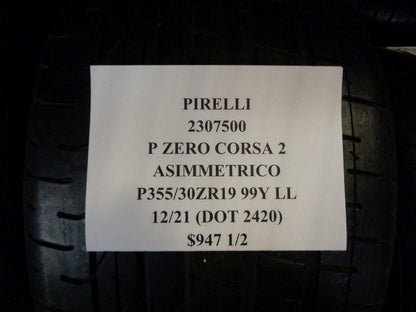 PIRELLI
2307500
P ZERO CORSA 2
ASIMMETRICO
P355/30ZR19 99Y LL
12/21 (DOT 2420)
$947 1/2